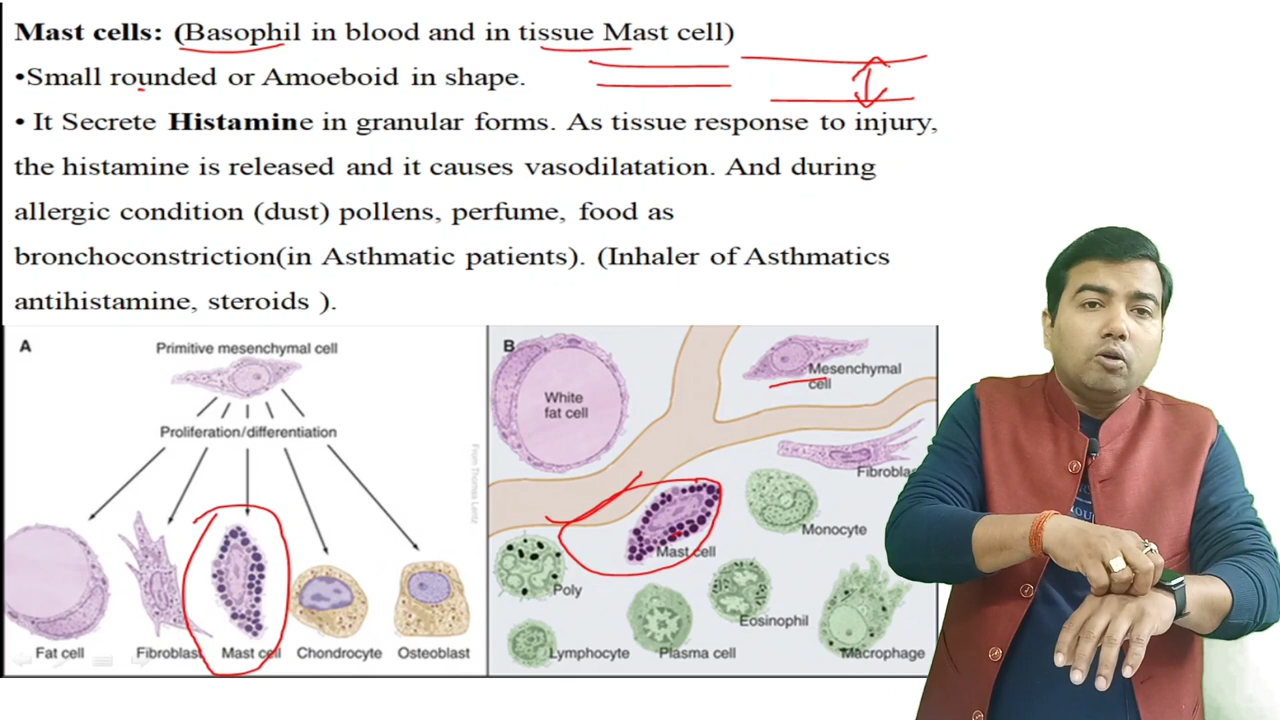 Mast cells: (Basophil in blood and in tissue Mast cell)
•Small rounded or Amoeboid in shape.
• It Secrete Histamine in granular forms. As tissue response to injury,
the histamine is released and it causes vasodilatation. And during
allergic condition (dust) pollens, perfume, food as
bronchoconstriction(in Asthmatic patients). (Inhaler of Asthmatics
antihistamine, steroids ).
A
Primitive mesenchymal cell
Proliferation/differentiation
Fat cell
Fibroblast
Mast cell
Chondrocyte
Osteoblast
From Thomas Lentz
B
White
fat cell
Mesenchymal
cell
Fibroblas
Monocyte
Mast cell
Poly
Eosinophil
Lymphocyte
Plasma cell
Macrophage